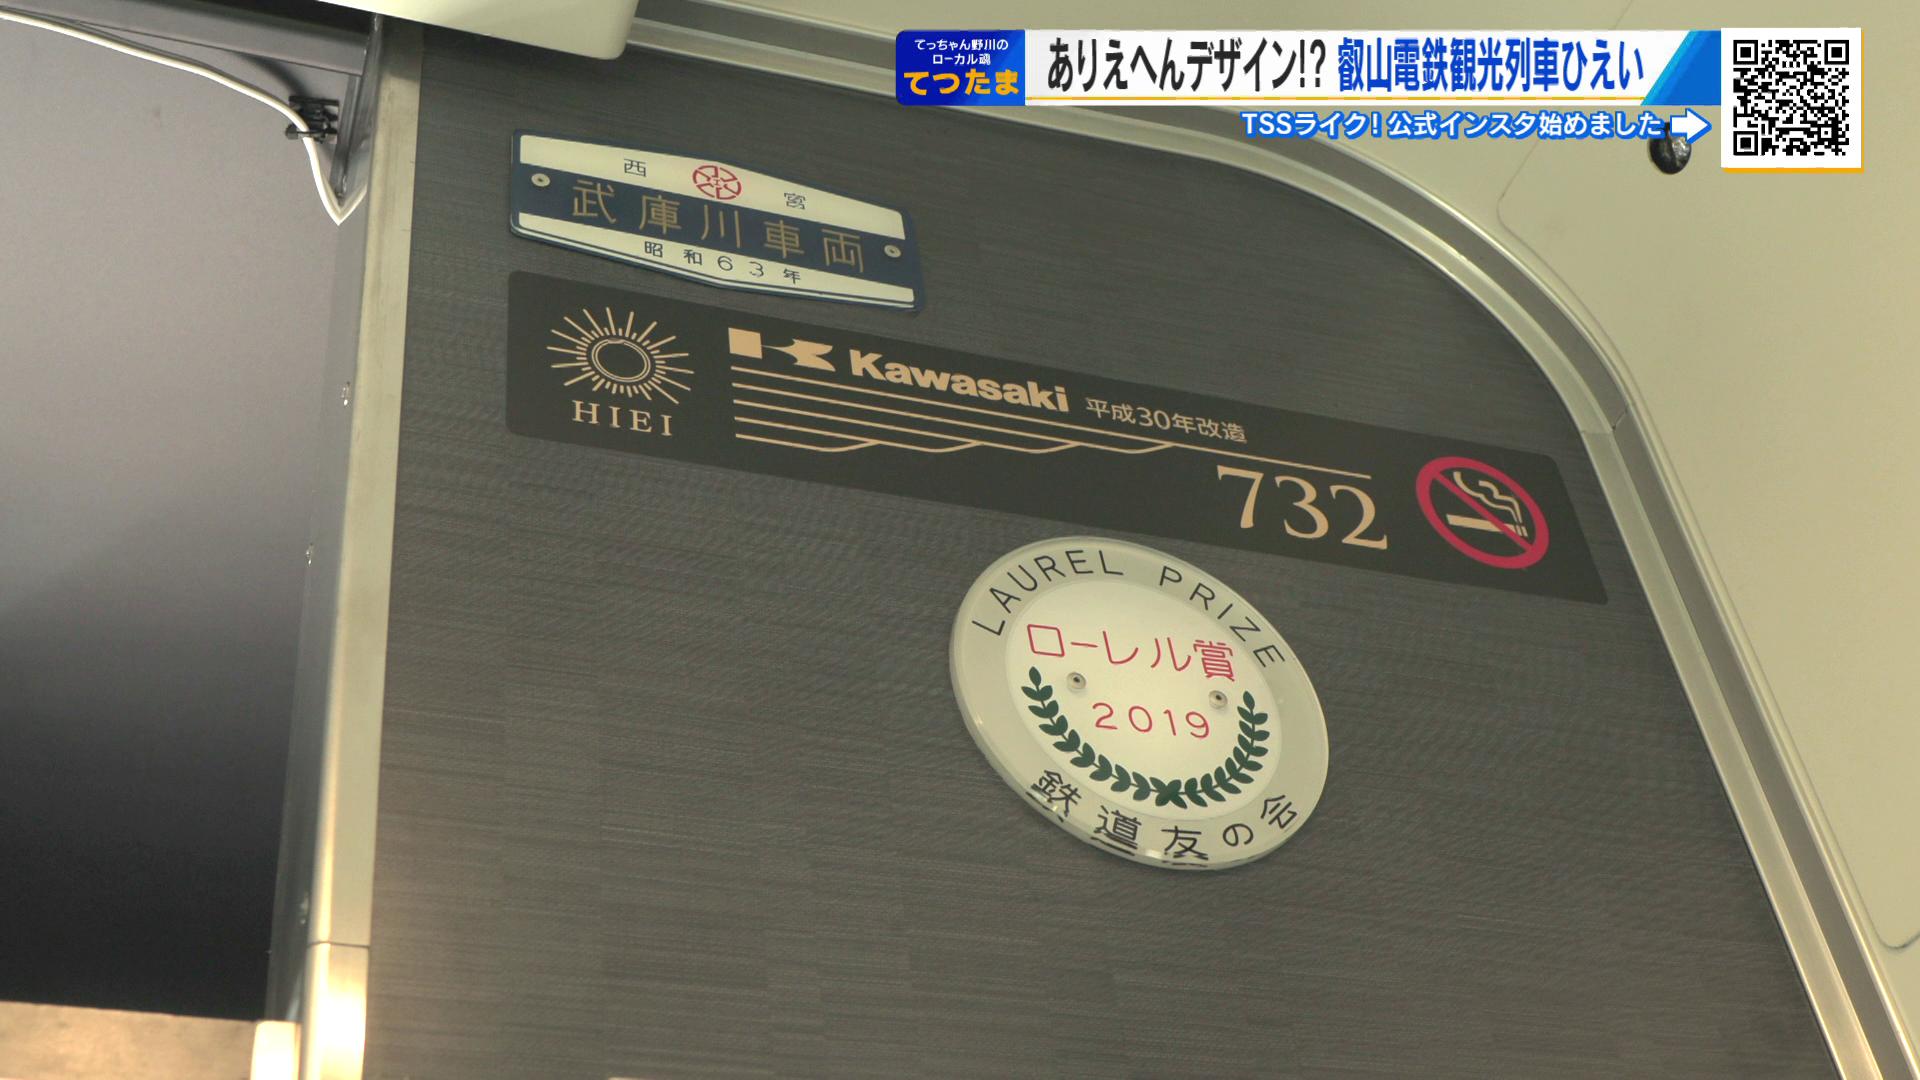 てっちゃん野川の
ローカル魂
てつたま
ありえへんデザイン!? 叡山電鉄観光列車ひえい
TSSライク!公式インスタ始めました
西 宮
武庫川車両
昭和63年
HIEI
Kawasaki 平成30年改造
732
LAUREL PRIZE
ローレル賞
2019
鉄道友の会